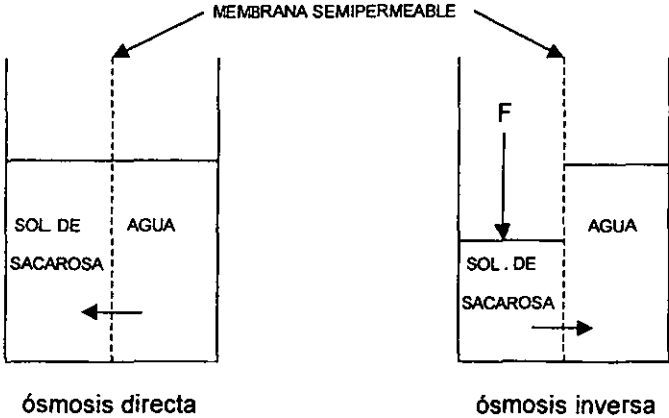 MEMBRANA SEMIPERMEABLE
SOL. DE
SACAROSA
AGUA
F
SOL . DE
SACAROSA
AGUA
ósmosis directa
ósmosis inversa